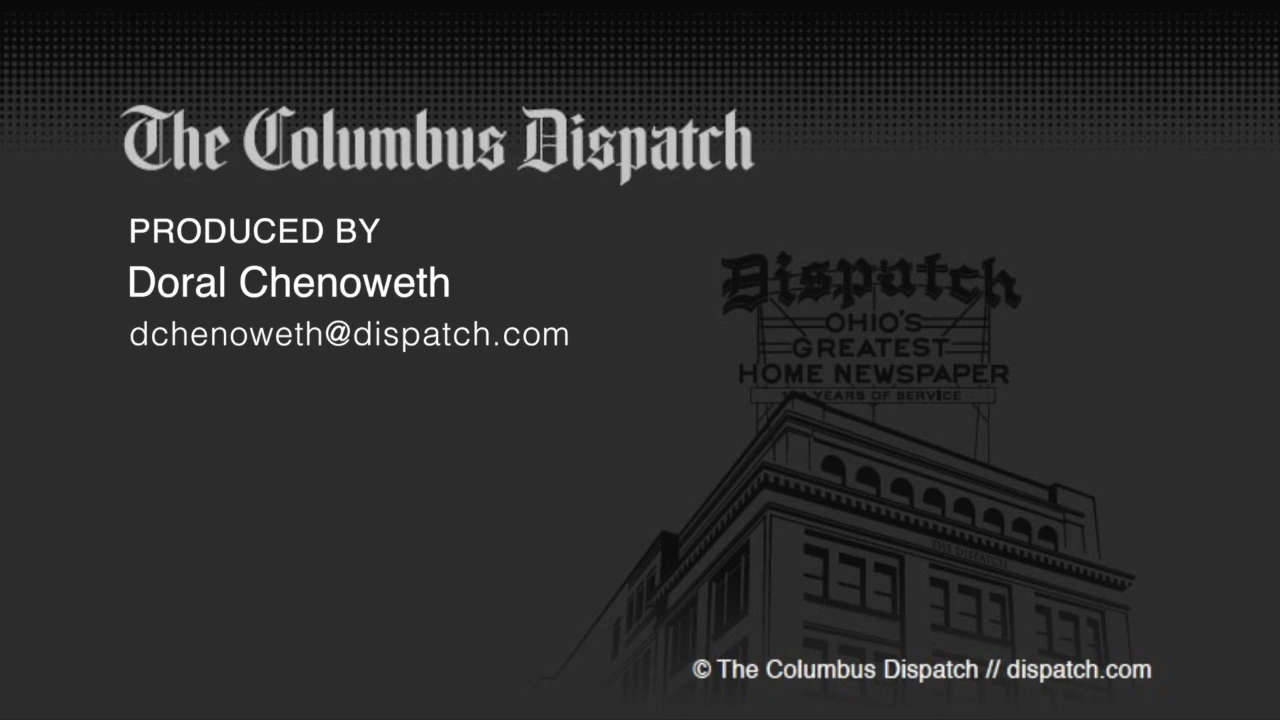 The Columbus Dispatch
PRODUCED BY
Doral Chenoweth
dchenoweth@dispatch.com
Dispatch
OHIO'S
GREATEST
HOME NEWSPAPER
YEARS OF SERVICE
THE DISPATCH
© The Columbus Dispatch // dispatch.com